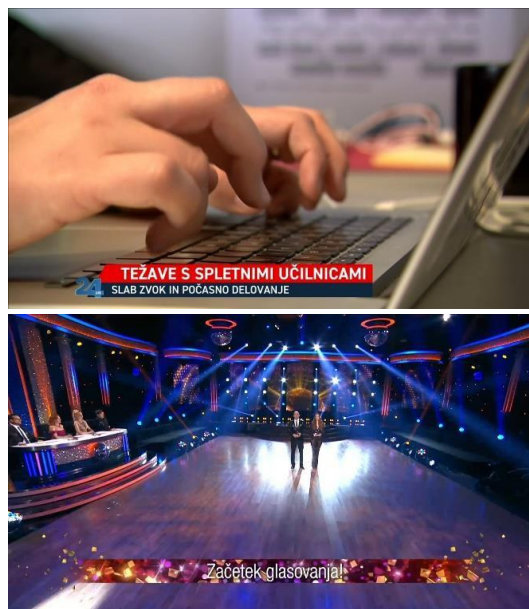 TEŽAVE S SPLETNIMI UČILNICAMI
24
SLAB ZVOK IN POČASNO DELOVANJE
Začetek glasovanja!